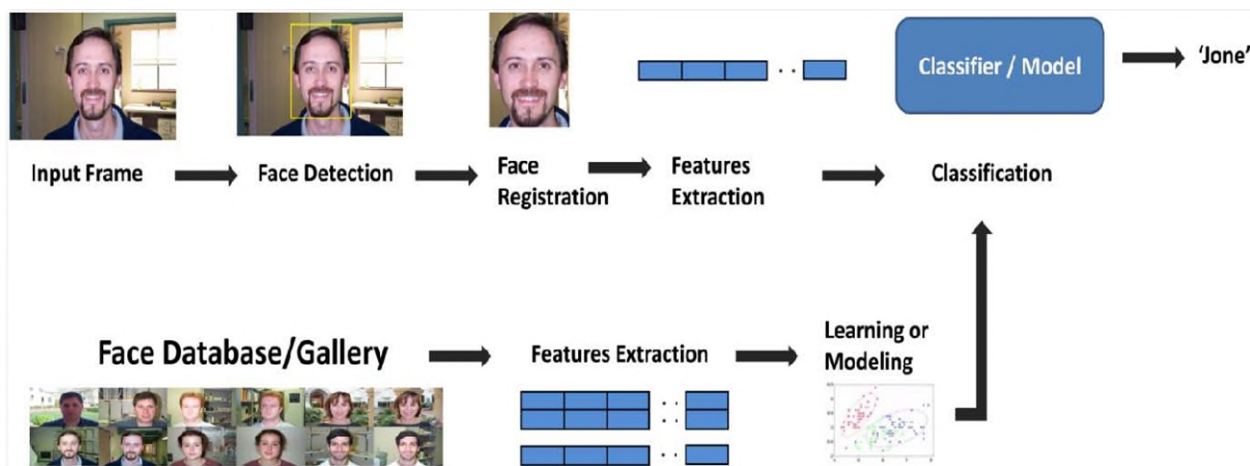 Classifier / Model
'Jone'
Input Frame
Face Detection
Face
Registration
Features
Extraction
Classification
Face Database/Gallery
Features Extraction
Learning or
Modeling